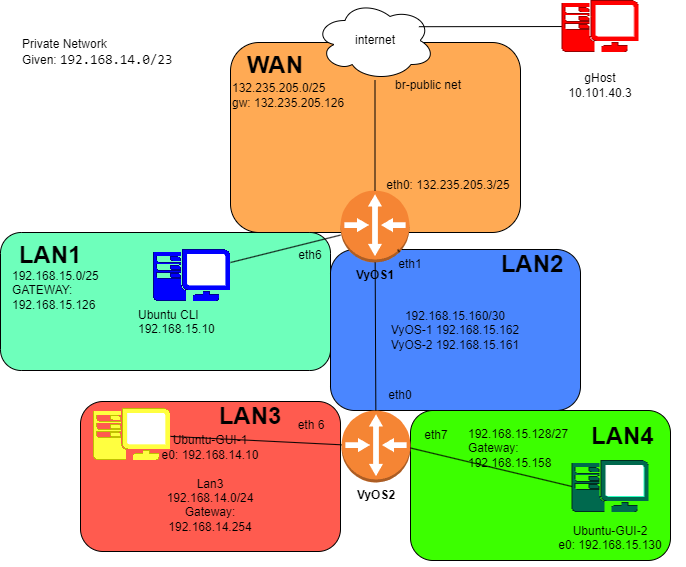 Private Network
Given: 192.168.14.0/23
internet
gHost
10.101.40.3
WAN
132.235.205.0/25
gw: 132.235.205.126
br-public net
eth0: 132.235.205.3/25
LAN1
192.168.15.0/25
GATEWAY:
192.168.15.126
Ubuntu CLI
192.168.15.10
eth6
VyOS1
eth1
LAN2
192.168.15.160/30
VyOS-1 192.168.15.162
VyOS-2 192.168.15.161
eth0
LAN3
eth 6
Ubuntu-GUI-1
e0: 192.168.14.10
Lan3
192.168.14.0/24
Gateway:
192.168.14.254
VyOS2
eth7
192.168.15.128/27
Gateway:
192.168.15.158
LAN4
Ubuntu-GUI-2
e0: 192.168.15.130